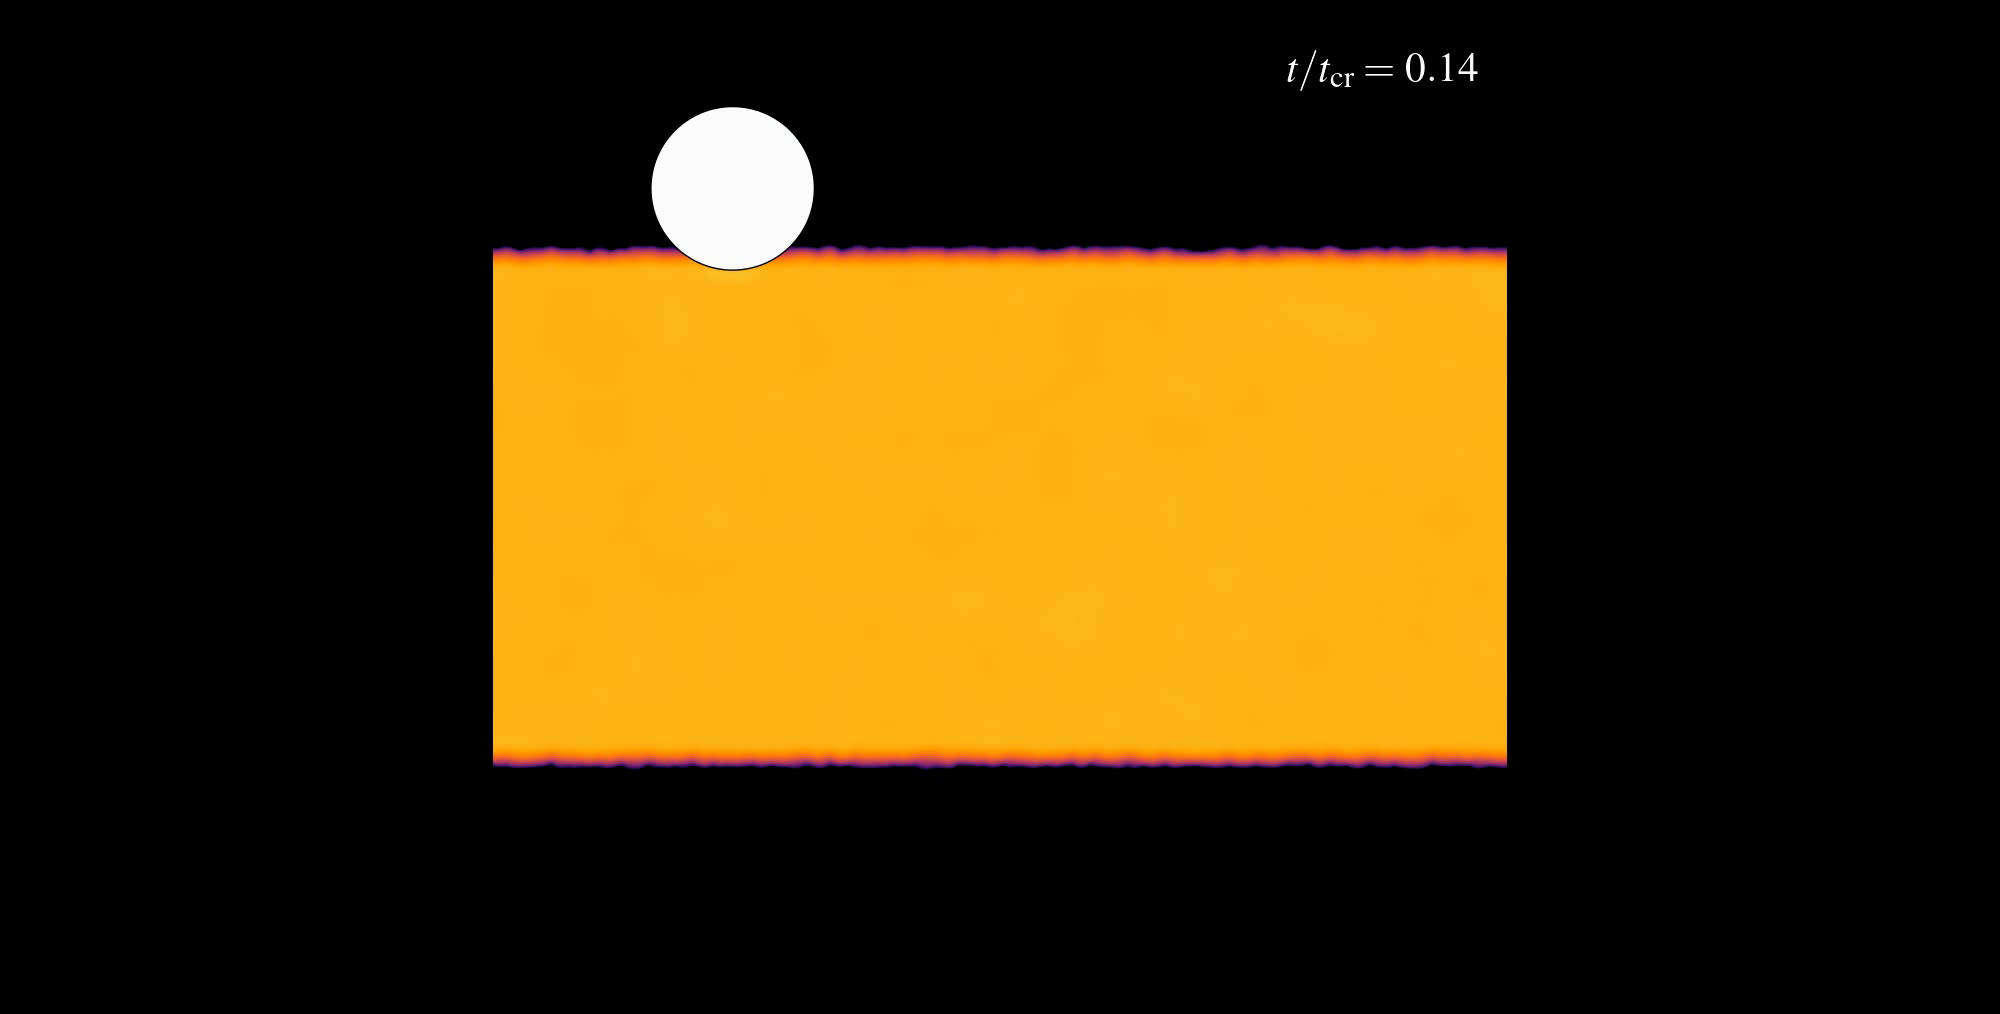 t/t_cr = 0.14